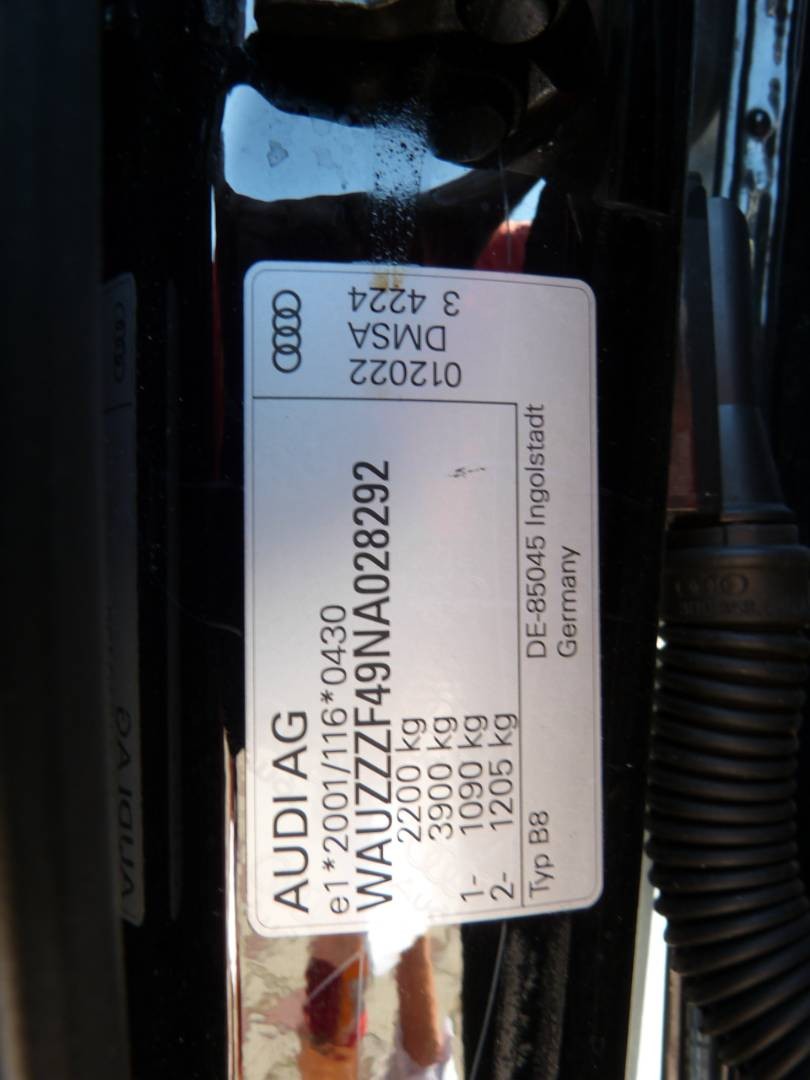 AUDI AG
e1*2001/116*0430
WAUZZZF49NA028292
2200 kg
3900 kg
1- 1090 kg
2- 1205 kg
Typ B8
DE-85045 Ingolstadt
Germany
012022
DMSA
3 4224